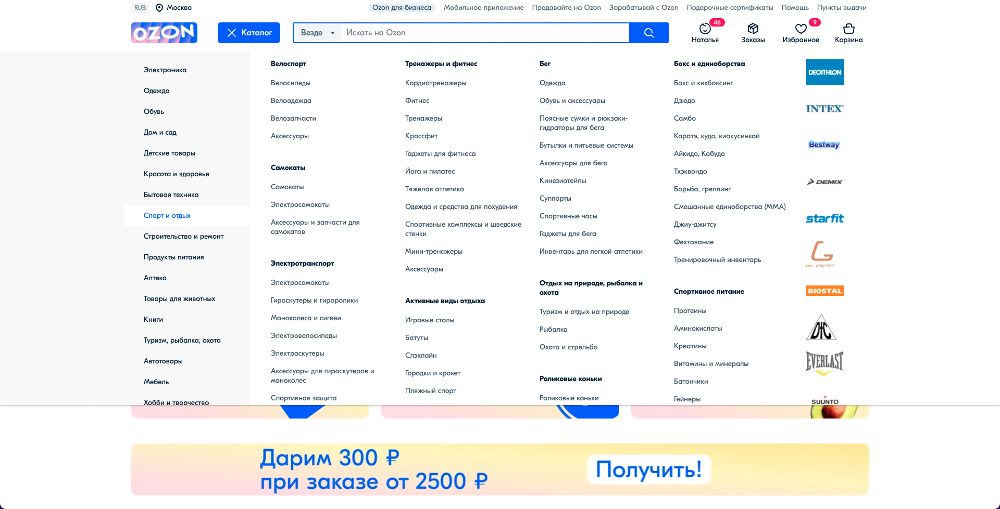 RUB
Москва
Ozon для бизнеса
Мобильное приложение
Продавайте на Ozon
Зарабатывай с Ozon
Подарочные сертификаты
Помощь
Пункты выдачи
OZON
Каталог
Везде
Искать на Ozon
46
Наталья
Заказы
9
Избранное
Корзина
Электроника
Одежда
Обувь
Дом и сад
Детские товары
Красота и здоровье
Бытовая техника
Спорт и отдых
Строительство и ремонт
Продукты питания
Аптека
Товары для животных
Книги
Туризм, рыбалка, охота
Автотовары
Мебель
Хобби и творчество
Велоспорт
Велосипеды
Велоодежда
Велозапчасти
Аксессуары
Самокаты
Самокаты
Электросамокаты
Аксессуары и запчасти для
самокатов
Электротранспорт
Электросамокаты
Гироскутеры и гироролики
Моноколеса и сигвеи
Электровелосипеды
Электроскутеры
Аксессуары для гироскутеров и
моноколес
Спортивная защита
Тренажеры и фитнес
Кардиотренажеры
Фитнес
Тренажеры
Кроссфит
Гаджеты для фитнеса
Йога и пилатес
Тяжелая атлетика
Одежда и средства для похудения
Спортивные комплексы и шведские
стенки
Мини-тренажеры
Аксессуары
Активные виды отдыха
Игровые столы
Батуты
Слэклайн
Городки и крокет
Пляжный спорт
Бег
Одежда
Обувь и аксессуары
Поясные сумки и рюкзаки-
гидраторы для бега
Бутылки и питьевые системы
Аксессуары для бега
Кинезиотейпы
Суппорты
Спортивные часы
Гаджеты для бега
Инвентарь для легкой атлетики
Отдых на природе, рыбалка и
охота
Туризм и отдых на природе
Рыбалка
Охота и стрельба
Роликовые коньки
Роликовые коньки
Бокс и единоборства
Бокс и кикбоксинг
Дзюдо
Самбо
Каратэ, кудо, киокусинкай
Айкидо, Кобудо
Тхэквондо
Борьба, греплинг
Смешанные единоборства (ММА)
Джиу-джитсу
Фехтование
Тренировочный инвентарь
Спортивное питание
Протеины
Аминокислоты
Креатины
Витамины и минералы
Батончики
Гейнеры
DECATHLON
INTEX
Bestway
DEMIX
starfit
KUGOO
BIOSTAL
DFC
EVERLAST
SUUNTO
Дарим 300 ₽
при заказе от 2500 ₽
Получить!